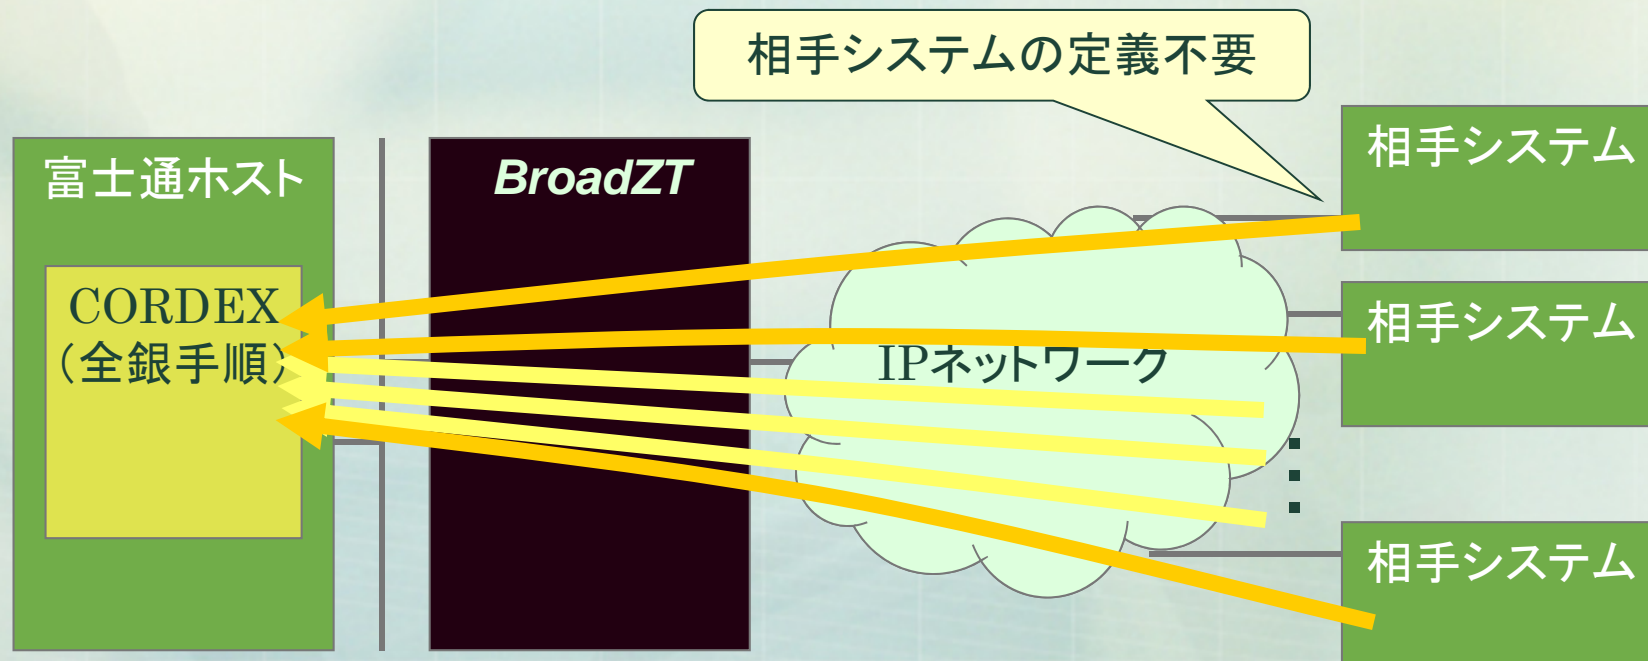 相手システムの定義不要
富士通ホスト
BroadZT
相手システム
CORDEX
（全銀手順）
IPネットワーク
相手システム
相手システム